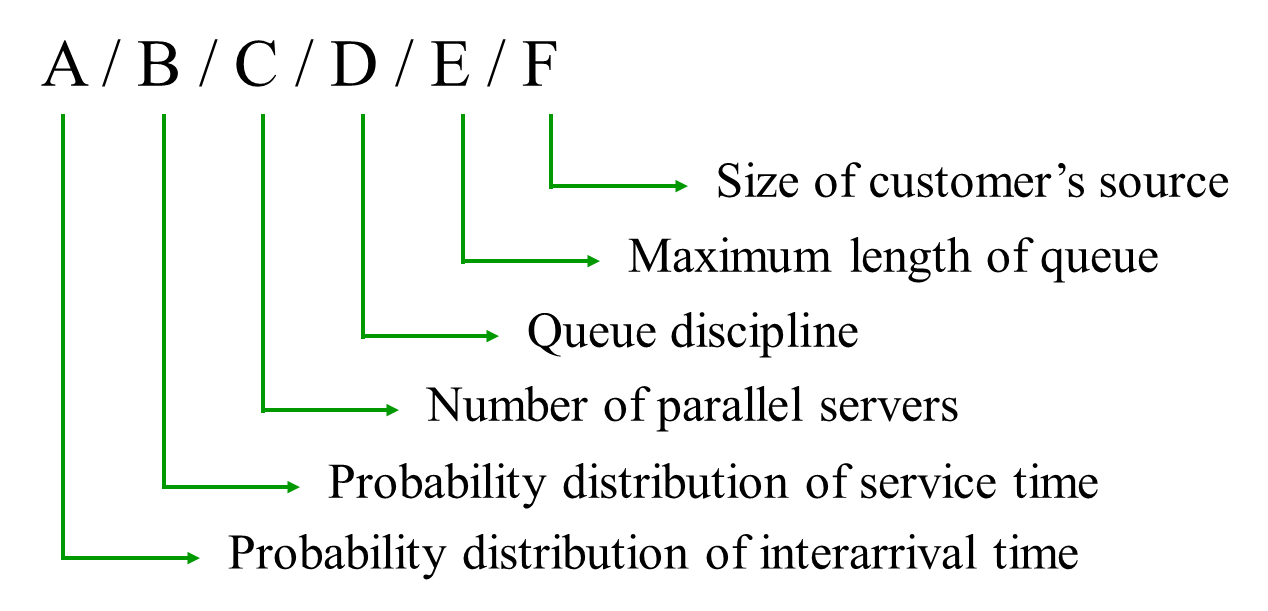 A / B / C / D / E / F
Size of customer’s source
Maximum length of queue
Queue discipline
Number of parallel servers
Probability distribution of service time
Probability distribution of interarrival time